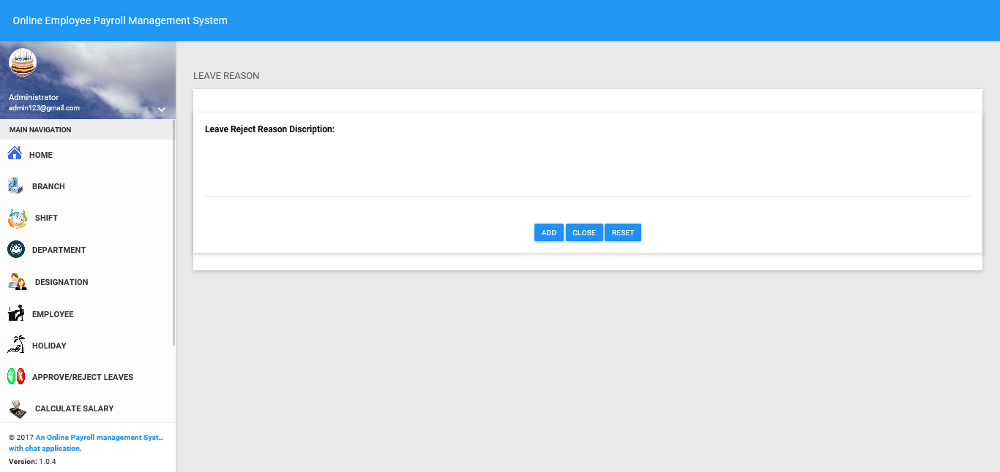 Online Employee Payroll Management System
Administrator
admin123@gmail.com
MAIN NAVIGATION
HOME
BRANCH
SHIFT
DEPARTMENT
DESIGNATION
EMPLOYEE
HOLIDAY
APPROVE/REJECT LEAVES
CALCULATE SALARY
© 2017 An Online Payroll management Syst...
with chat application.
Version: 1.0.4
LEAVE REASON
Leave Reject Reason Discription:
ADD CLOSE RESET